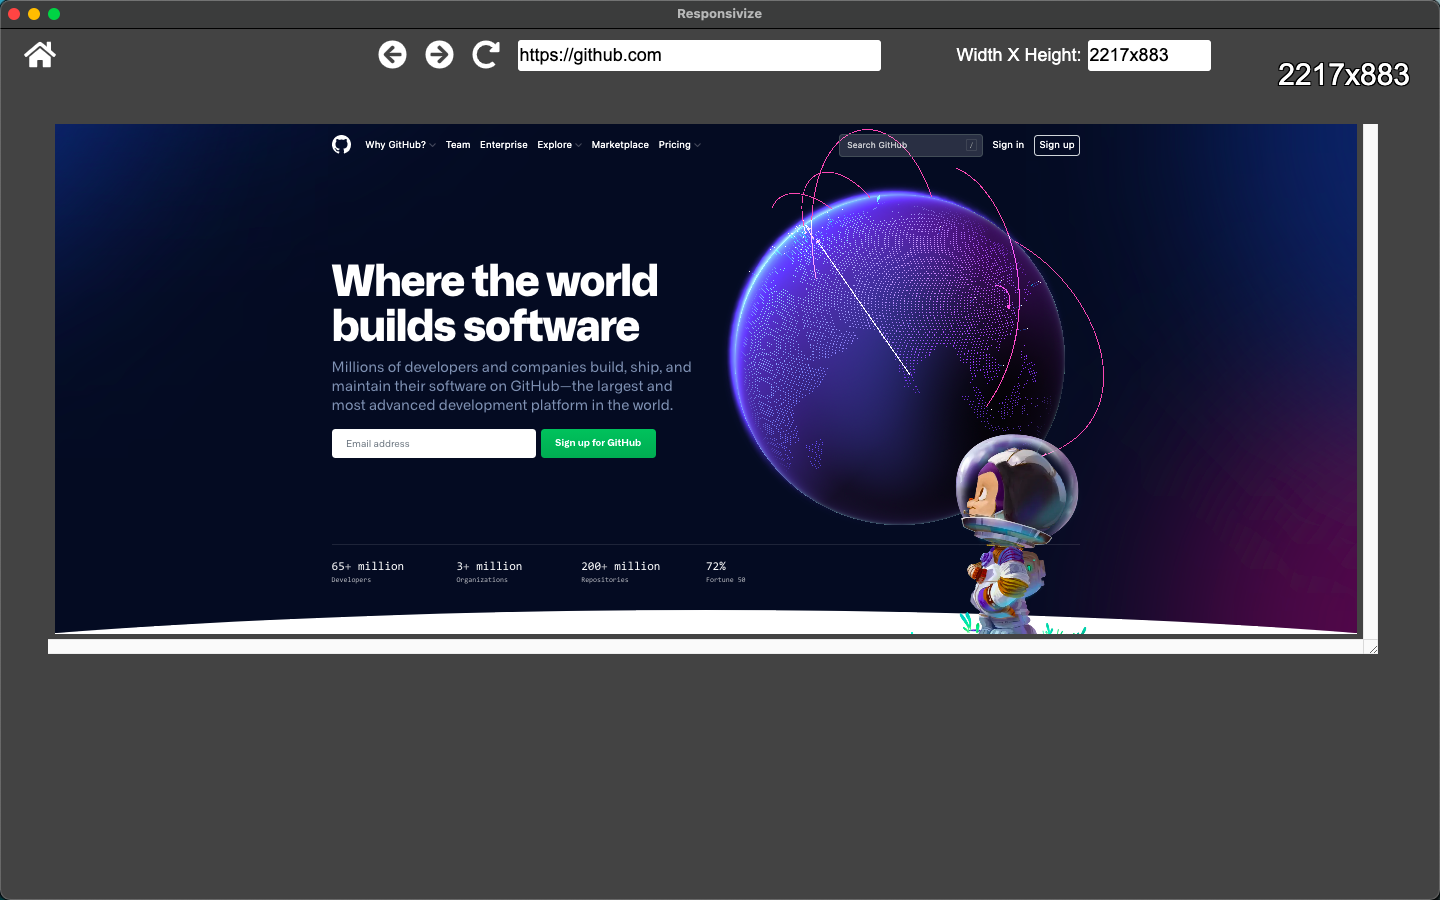 Responsivize
https://github.com
Width X Height: 2217x883
2217x883
Why GitHub? Team Enterprise Explore Marketplace Pricing
Search GitHub /
Sign in
Sign up
Where the world
builds software
Millions of developers and companies build, ship, and
maintain their software on GitHub—the largest and
most advanced development platform in the world.
Email address
Sign up for GitHub
65+ million
Developers
3+ million
Organizations
200+ million
Repositories
72%
Fortune 50